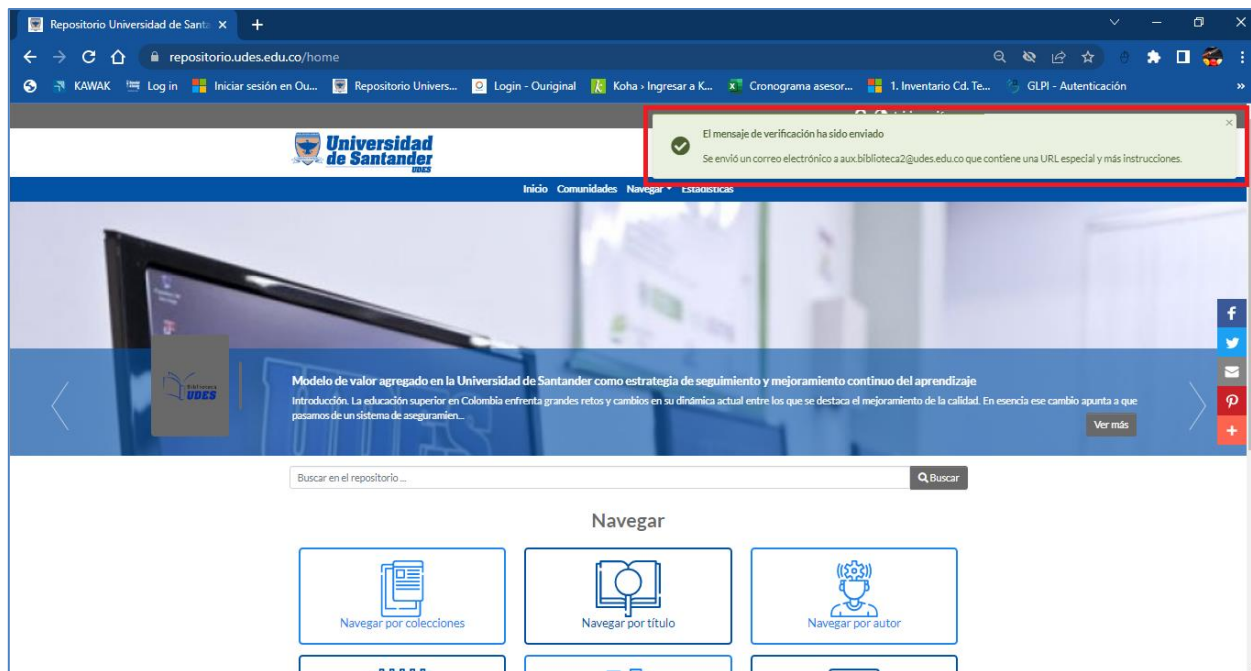 Repositorio Universidad de Santa
repositorio.udes.edu.co/home
KAWAK
Log in
Iniciar sesión en Ou...
Repositorio Univers...
Login - Ouriginal
Koha › Ingresar a K...
Cronograma asesor...
1. Inventario Cd. Te...
GLPI - Autenticación
»
El mensaje de verificación ha sido enviado
Se envió un correo electrónico a aux.biblioteca2@udes.edu.co que contiene una URL especial y más instrucciones.
Universidad
de Santander
UDES
Inicio Comunidades Navegar Estadísticas
Biblioteca
UDES
Modelo de valor agregado en la Universidad de Santander como estrategia de seguimiento y mejoramiento continuo del aprendizaje
Introducción. La educación superior en Colombia enfrenta grandes retos y cambios en su dinámica actual entre los que se destaca el mejoramiento de la calidad. En esencia ese cambio apunta a que
pasamos de un sistema de aseguramien...
Ver más
Buscar en el repositorio ...
Buscar
Navegar
Navegar por colecciones
Navegar por título
Navegar por autor